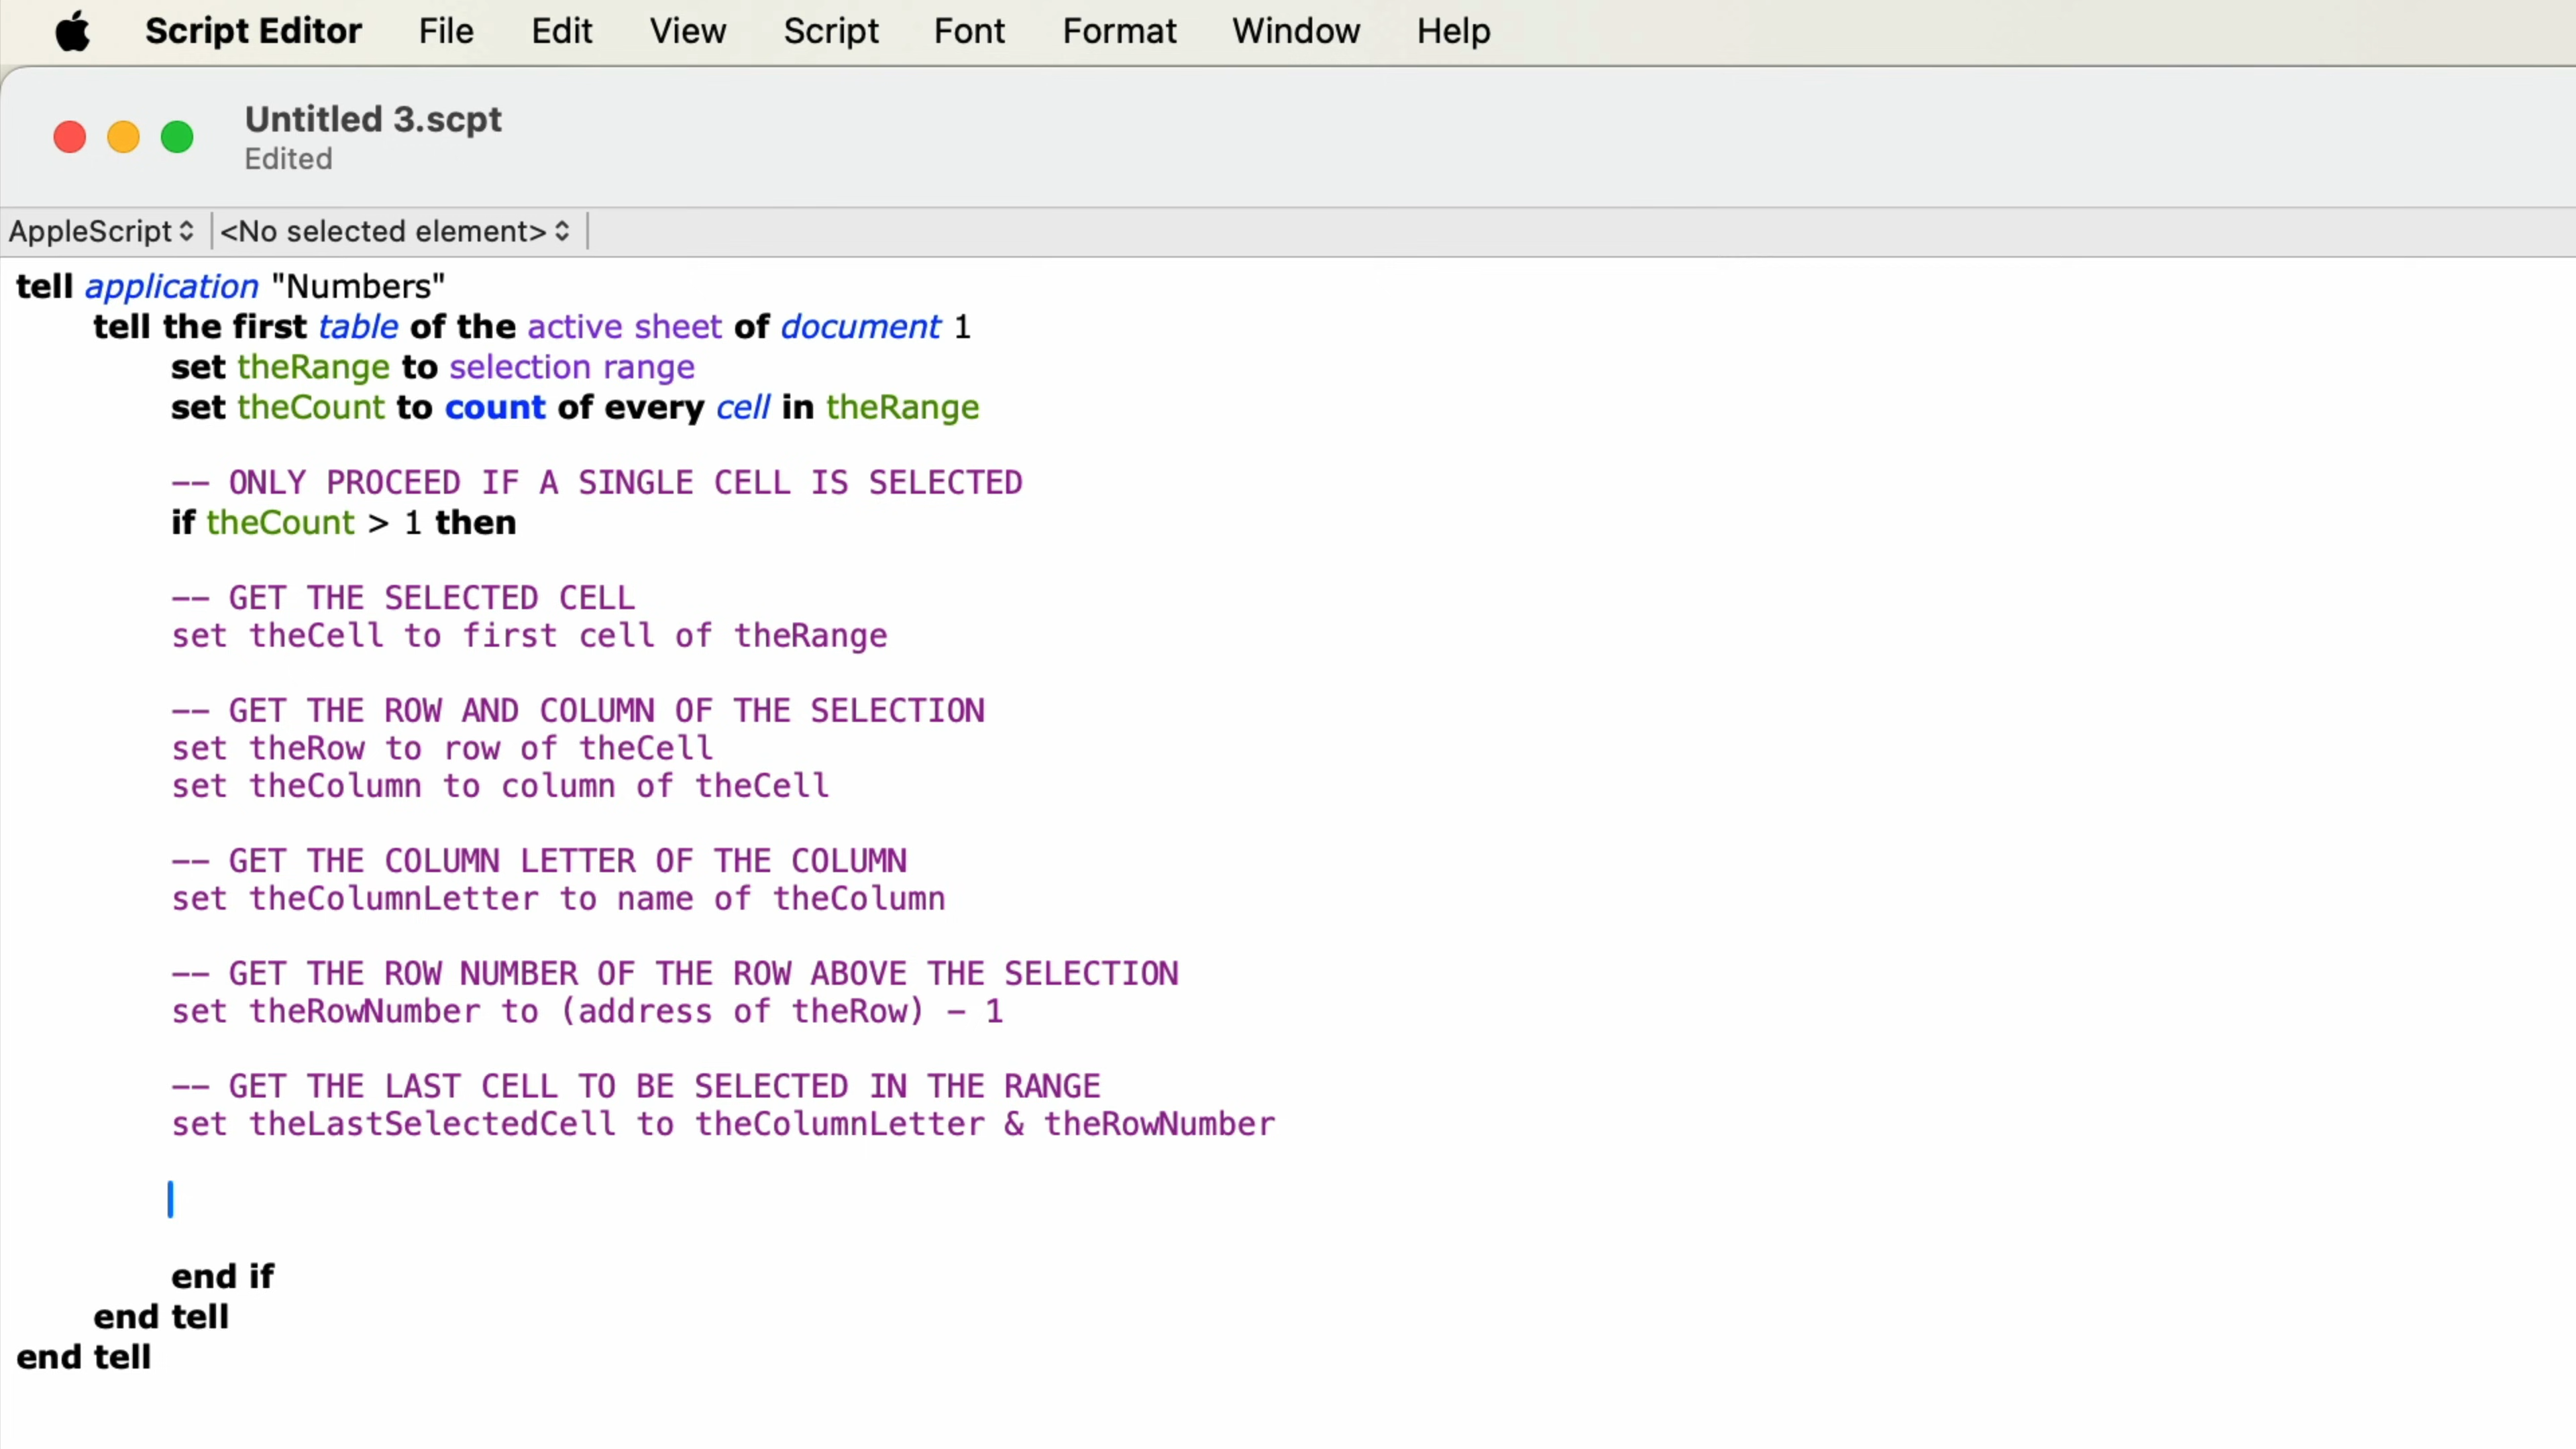 Script Editor File Edit View Script Font Format Window Help
Untitled 3.scpt
Edited
AppleScript <No selected element>
tell application "Numbers"
tell the first table of the active sheet of document 1
set theRange to selection range
set theCount to count of every cell in theRange
-- ONLY PROCEED IF A SINGLE CELL IS SELECTED
if theCount > 1 then
-- GET THE SELECTED CELL
set theCell to first cell of theRange
-- GET THE ROW AND COLUMN OF THE SELECTION
set theRow to row of theCell
set theColumn to column of theCell
-- GET THE COLUMN LETTER OF THE COLUMN
set theColumnLetter to name of theColumn
-- GET THE ROW NUMBER OF THE ROW ABOVE THE SELECTION
set theRowNumber to (address of theRow) - 1
-- GET THE LAST CELL TO BE SELECTED IN THE RANGE
set theLastSelectedCell to theColumnLetter & theRowNumber
end if
end tell
end tell